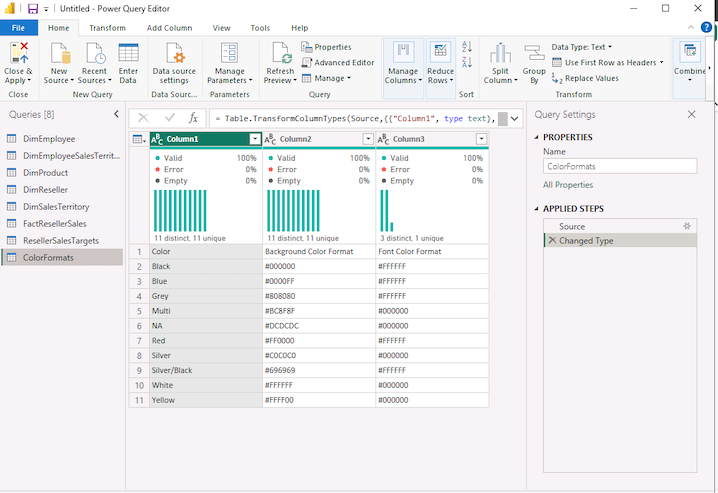 Untitled - Power Query Editor
File Home Transform Add Column View Tools Help
Close & Apply
New Source
Recent Sources
Enter Data
Data source settings
Manage Parameters
Refresh Preview
Properties
Advanced Editor
Manage
Manage Columns
Reduce Rows
Split Column
Group By
Data Type: Text
Use First Row as Headers
Replace Values
Combine
Close
New Query
Data Sour...
Parameters
Query
Sort
Transform
Queries [8]
DimEmployee
DimEmployeeSalesTerrit...
DimProduct
DimReseller
DimSalesTerritory
FactResellerSales
ResellerSalesTargets
ColorFormats
fx = Table.TransformColumnTypes(Source,{{"Column1", type text},
ABC Column1 ABC Column2 ABC Column3
Valid 100% Valid 100% Valid 100%
Error 0% Error 0% Error 0%
Empty 0% Empty 0% Empty 0%
11 distinct, 11 unique 11 distinct, 11 unique 3 distinct, 1 unique
1 Color Background Color Format Font Color Format
2 Black #000000 #FFFFFF
3 Blue #0000FF #FFFFFF
4 Grey #808080 #FFFFFF
5 Multi #BC8F8F #000000
6 NA #DCDCDC #000000
7 Red #FF0000 #FFFFFF
8 Silver #C0C0C0 #000000
9 Silver/Black #696969 #FFFFFF
10 White #FFFFFF #000000
11 Yellow #FFFF00 #000000
Query Settings
PROPERTIES
Name
ColorFormats
All Properties
APPLIED STEPS
Source
Changed Type